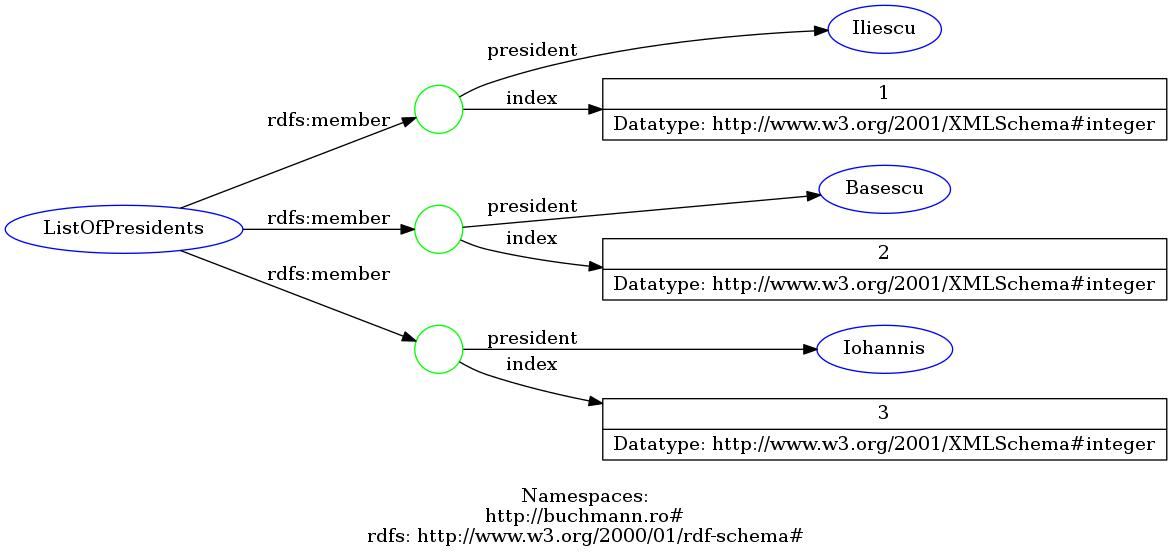 Iliescu
president
index
1
Datatype: http://www.w3.org/2001/XMLSchema#integer
rdfs:member
Basescu
president
ListOfPresidents
rdfs:member
index
2
Datatype: http://www.w3.org/2001/XMLSchema#integer
rdfs:member
president
Iohannis
index
3
Datatype: http://www.w3.org/2001/XMLSchema#integer
Namespaces:
http://buchmann.ro#
rdfs: http://www.w3.org/2000/01/rdf-schema#